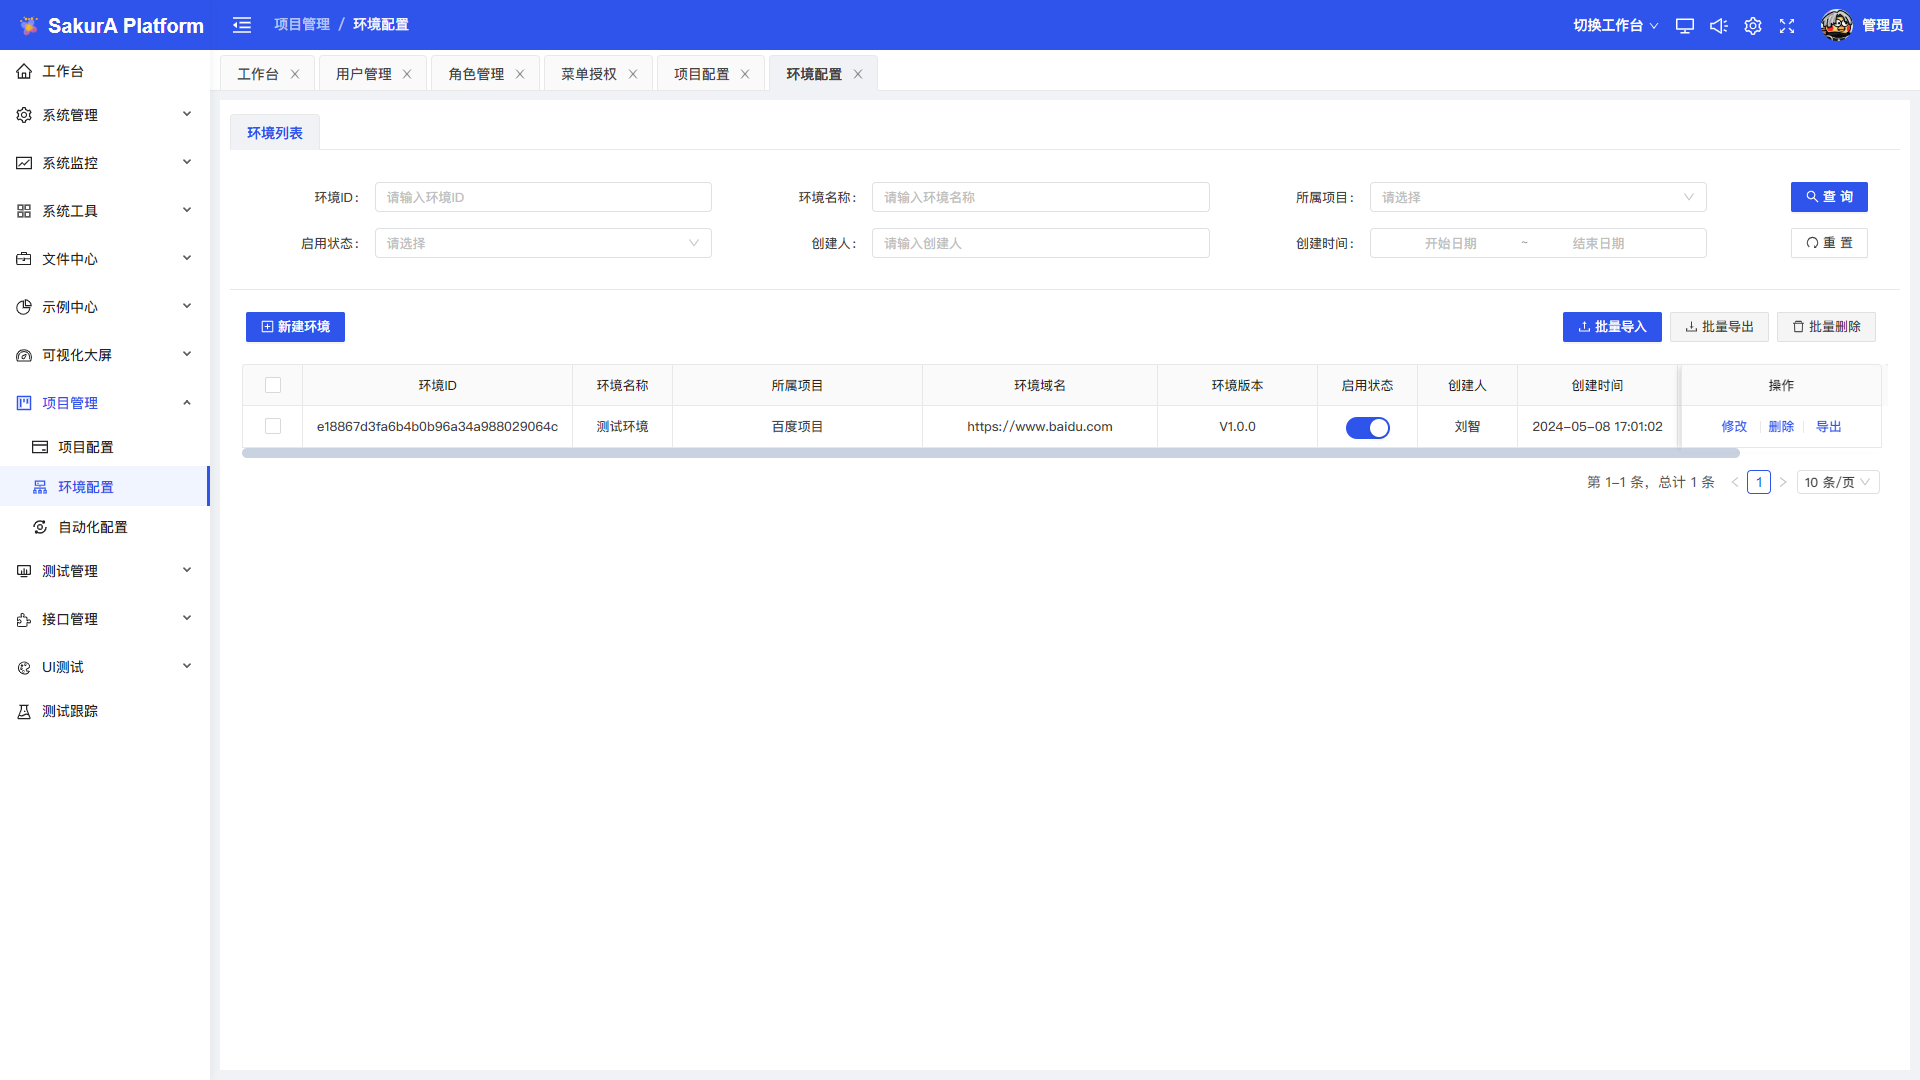 SakurA Platform
项目管理 / 环境配置
切换工作台
管理员
工作台
系统管理
系统监控
系统工具
文件中心
示例中心
可视化大屏
项目管理
项目配置
环境配置
自动化配置
测试管理
接口管理
UI测试
测试跟踪
工作台 用户管理 角色管理 菜单授权 项目配置 环境配置
环境列表
环境ID： 请输入环境ID 环境名称： 请输入环境名称 所属项目： 请选择 查 询
启用状态： 请选择 创建人： 请输入创建人 创建时间： 开始日期 ~ 结束日期 重 置
新建环境 批量导入 批量导出 批量删除
环境ID 环境名称 所属项目 环境域名 环境版本 启用状态 创建人 创建时间 操作
e18867d3fa6b4b0b96a34a988029064c 测试环境 百度项目 https://www.baidu.com V1.0.0 刘智 2024-05-08 17:01:02 修改 删除 导出
第 1-1 条，总计 1 条 1 10 条/页